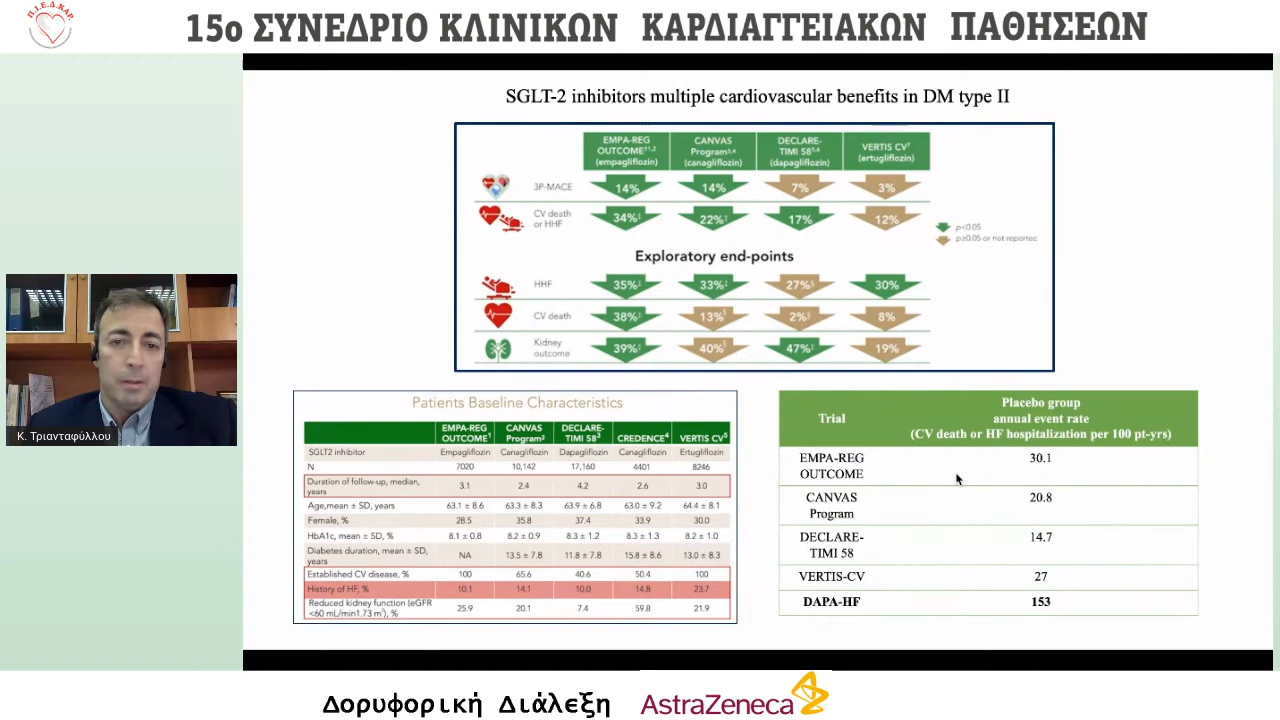 Π.Ι.Ε.Δ.ΚΑΡ.
15ο ΣΥΝΕΔΡΙΟ ΚΛΙΝΙΚΩΝ ΚΑΡΔΙΑΓΓΕΙΑΚΩΝ ΠΑΘΗΣΕΩΝ
SGLT-2 inhibitors multiple cardiovascular benefits in DM type II
EMPA-REG OUTCOME†1,2 (empagliflozin) CANVAS Program3,4 (canagliflozin) DECLARE-TIMI 585,6 (dapagliflozin) VERTIS CV7 (ertugliflozin)
3P-MACE 14% 14% 7% 3%
CV death or HHF 34%‡ 22%‡ 17% 12%
p<0.05
p≥0.05 or not reported
Exploratory end-points
HHF 35%‡ 33%‡ 27%§ 30%
CV death 38%‡ 13%§ 2%§ 8%
Kidney outcome 39%‡ 40%§ 47%‡ 19%
Patients Baseline Characteristics
EMPA-REG OUTCOME1 CANVAS Program2 DECLARE-TIMI 583 CREDENCE4 VERTIS CV5
SGLT2 inhibitor Empagliflozin Canagliflozin Dapagliflozin Canagliflozin Ertugliflozin
N 7020 10,142 17,160 4401 8246
Duration of follow-up, median, years 3.1 2.4 4.2 2.6 3.0
Age,mean ± SD, years 63.1 ± 8.6 63.3 ± 8.3 63.9 ± 6.8 63.0 ± 9.2 64.4 ± 8.1
Female, % 28.5 35.8 37.4 33.9 30.0
HbA1c, mean ± SD, % 8.1 ± 0.8 8.2 ± 0.9 8.3 ± 1.2 8.3 ± 1.3 8.2 ± 1.0
Diabetes duration, mean ± SD, years NA 13.5 ± 7.8 11.8 ± 7.8 15.8 ± 8.6 13.0 ± 8.3
Established CV disease, % 100 65.6 40.6 50.4 100
History of HF, % 10.1 14.1 10.0 14.8 23.7
Reduced kidney function (eGFR <60 mL/min1.73 m²), % 25.9 20.1 7.4 59.8 21.9
Trial Placebo group annual event rate (CV death or HF hospitalization per 100 pt-yrs)
EMPA-REG OUTCOME 30.1
CANVAS Program 20.8
DECLARE-TIMI 58 14.7
VERTIS-CV 27
DAPA-HF 153
Κ. Τριανταφύλλου
Δορυφορική Διάλεξη AstraZeneca